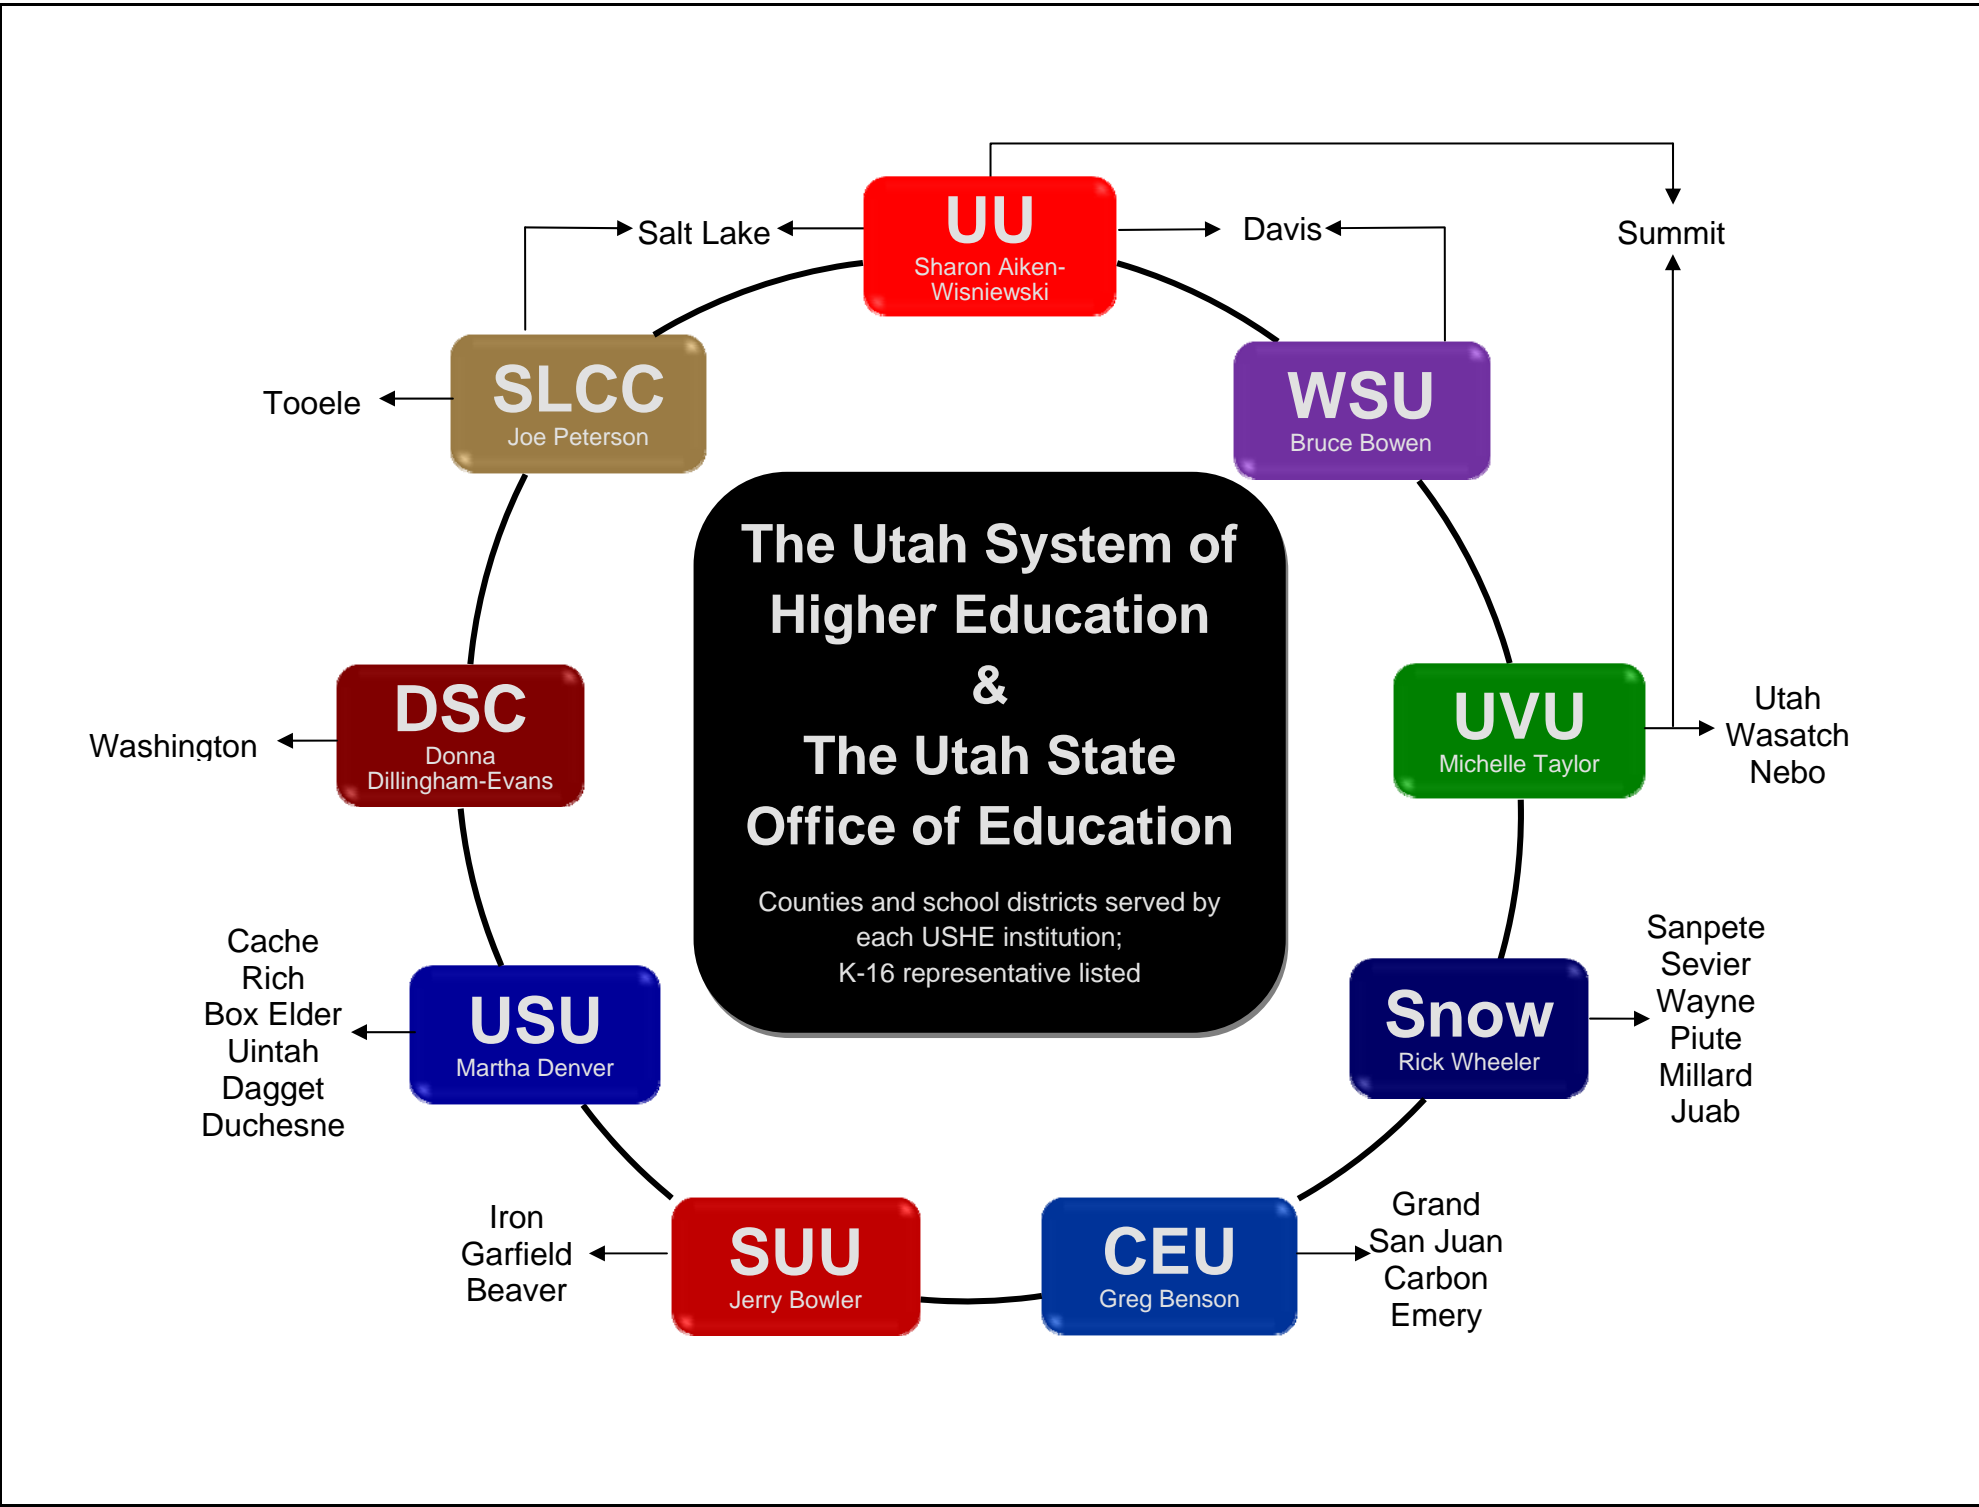 UU
Sharon Aiken-
Wisniewski
Salt Lake
Davis
Summit
SLCC
Joe Peterson
Tooele
WSU
Bruce Bowen
The Utah System of
Higher Education
&
The Utah State
Office of Education
Counties and school districts served by
each USHE institution;
K-16 representative listed
DSC
Donna
Dillingham-Evans
Washington
UVU
Michelle Taylor
Utah
Wasatch
Nebo
Cache
Rich
Box Elder
Uintah
Dagget
Duchesne
USU
Martha Denver
Snow
Rick Wheeler
Sanpete
Sevier
Wayne
Piute
Millard
Juab
Iron
Garfield
Beaver
SUU
Jerry Bowler
CEU
Greg Benson
Grand
San Juan
Carbon
Emery